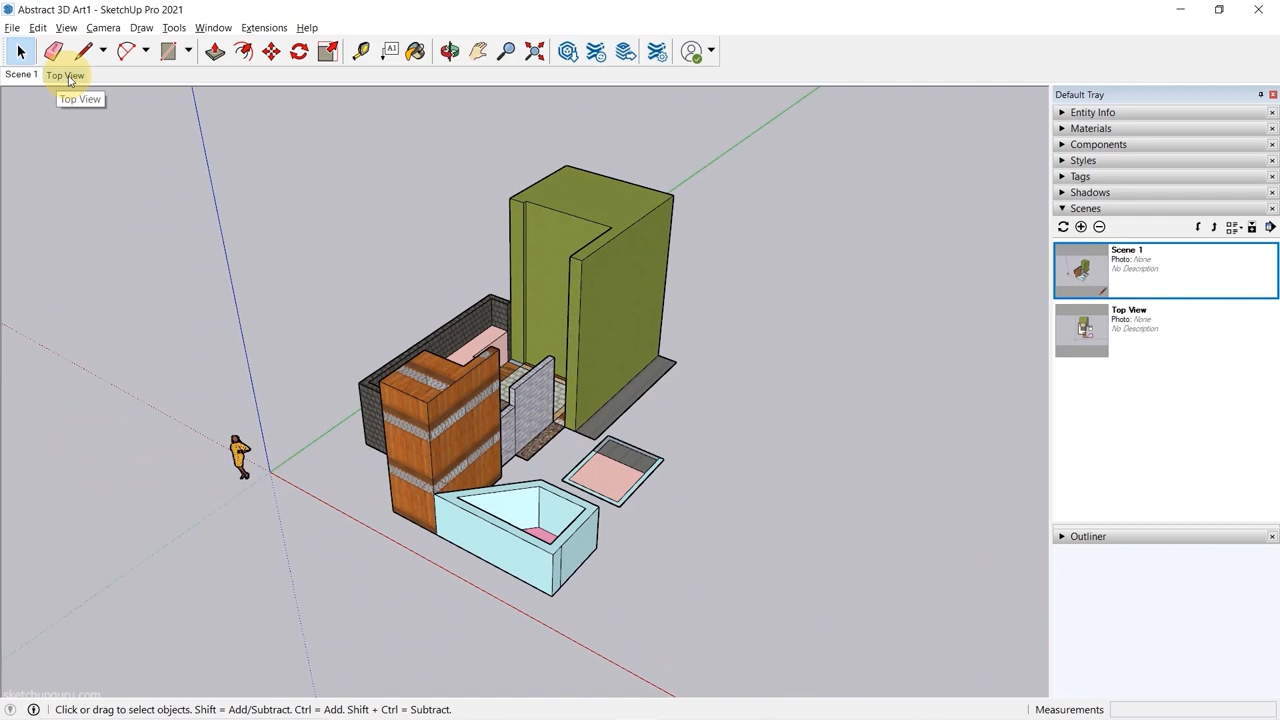 Abstract 3D Art1 - SketchUp Pro 2021
File Edit View Camera Draw Tools Window Extensions Help
A1
Scene 1 Top View
Top View
Default Tray
Entity Info
Materials
Components
Styles
Tags
Shadows
Scenes
Scene 1
Photo: None
No Description
Top View
Photo: None
No Description
Outliner
sketchupguru.com
Click or drag to select objects. Shift = Add/Subtract. Ctrl = Add. Shift + Ctrl = Subtract.
Measurements